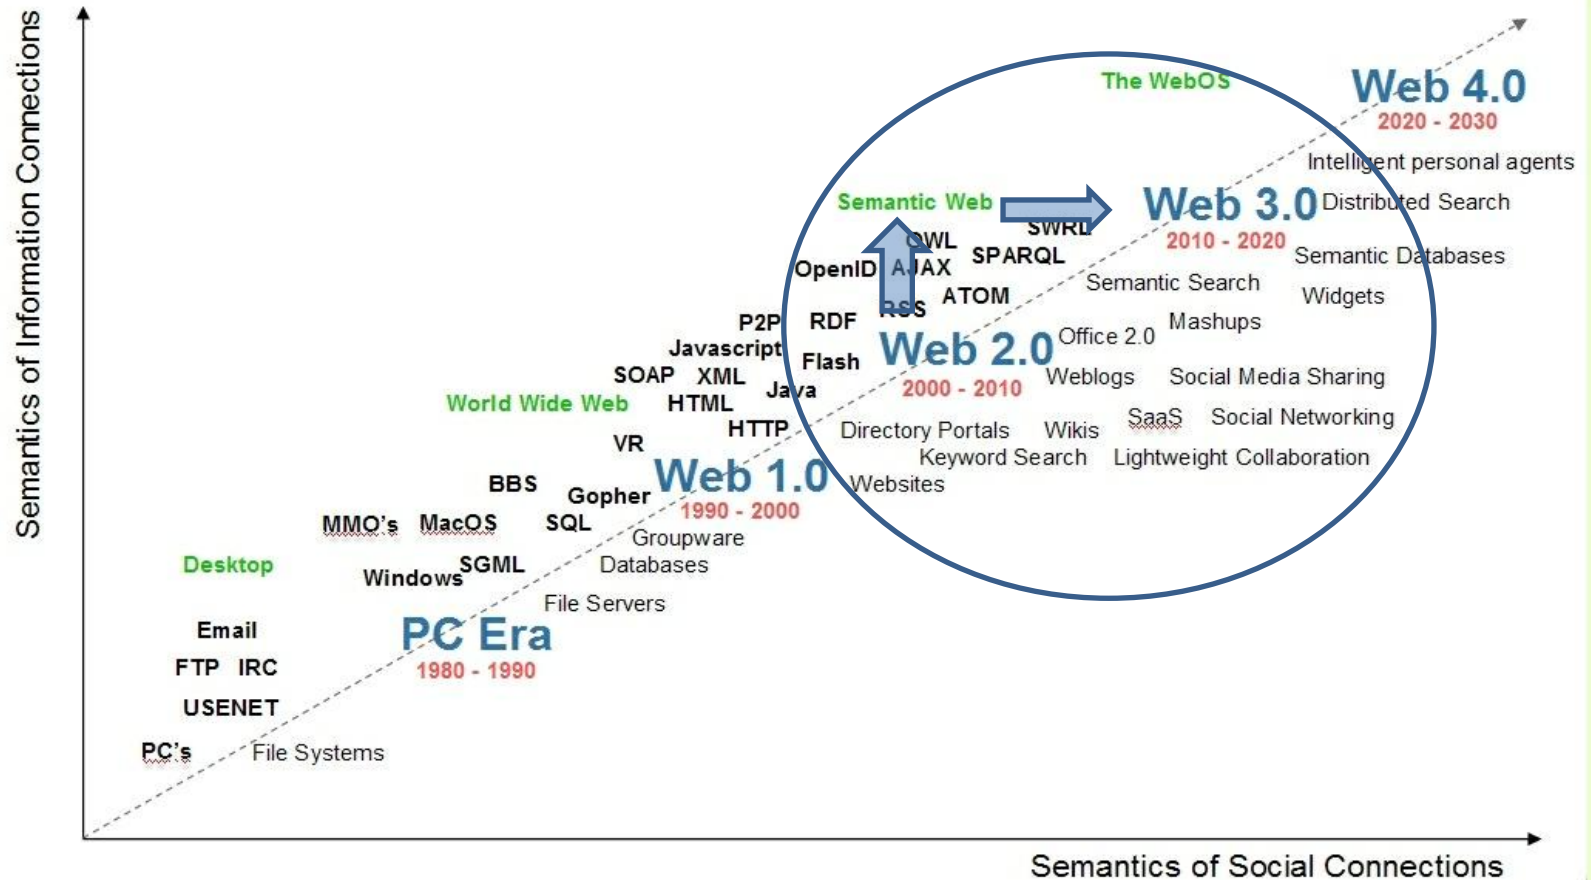 Semantics of Information Connections
The WebOS
Web 4.0
2020 - 2030
Intelligent personal agents
Semantic Web
Web 3.0
Distributed Search
2010 - 2020
SWRL
OWL
SPARQL
Semantic Databases
OpenID
AJAX
Semantic Search
Widgets
ATOM
RSS
P2P
RDF
Mashups
Office 2.0
Javascript
Web 2.0
Flash
2000 - 2010
SOAP
XML
Java
Weblogs
Social Media Sharing
World Wide Web
HTML
SaaS
Social Networking
HTTP
Directory Portals
Wikis
VR
Keyword Search
Lightweight Collaboration
Web 1.0
Websites
1990 - 2000
BBS
Gopher
MMO's
MacOS
SQL
Groupware
Desktop
SGML
Databases
Windows
File Servers
Email
PC Era
1980 - 1990
FTP
IRC
USENET
PC's
File Systems
Semantics of Social Connections